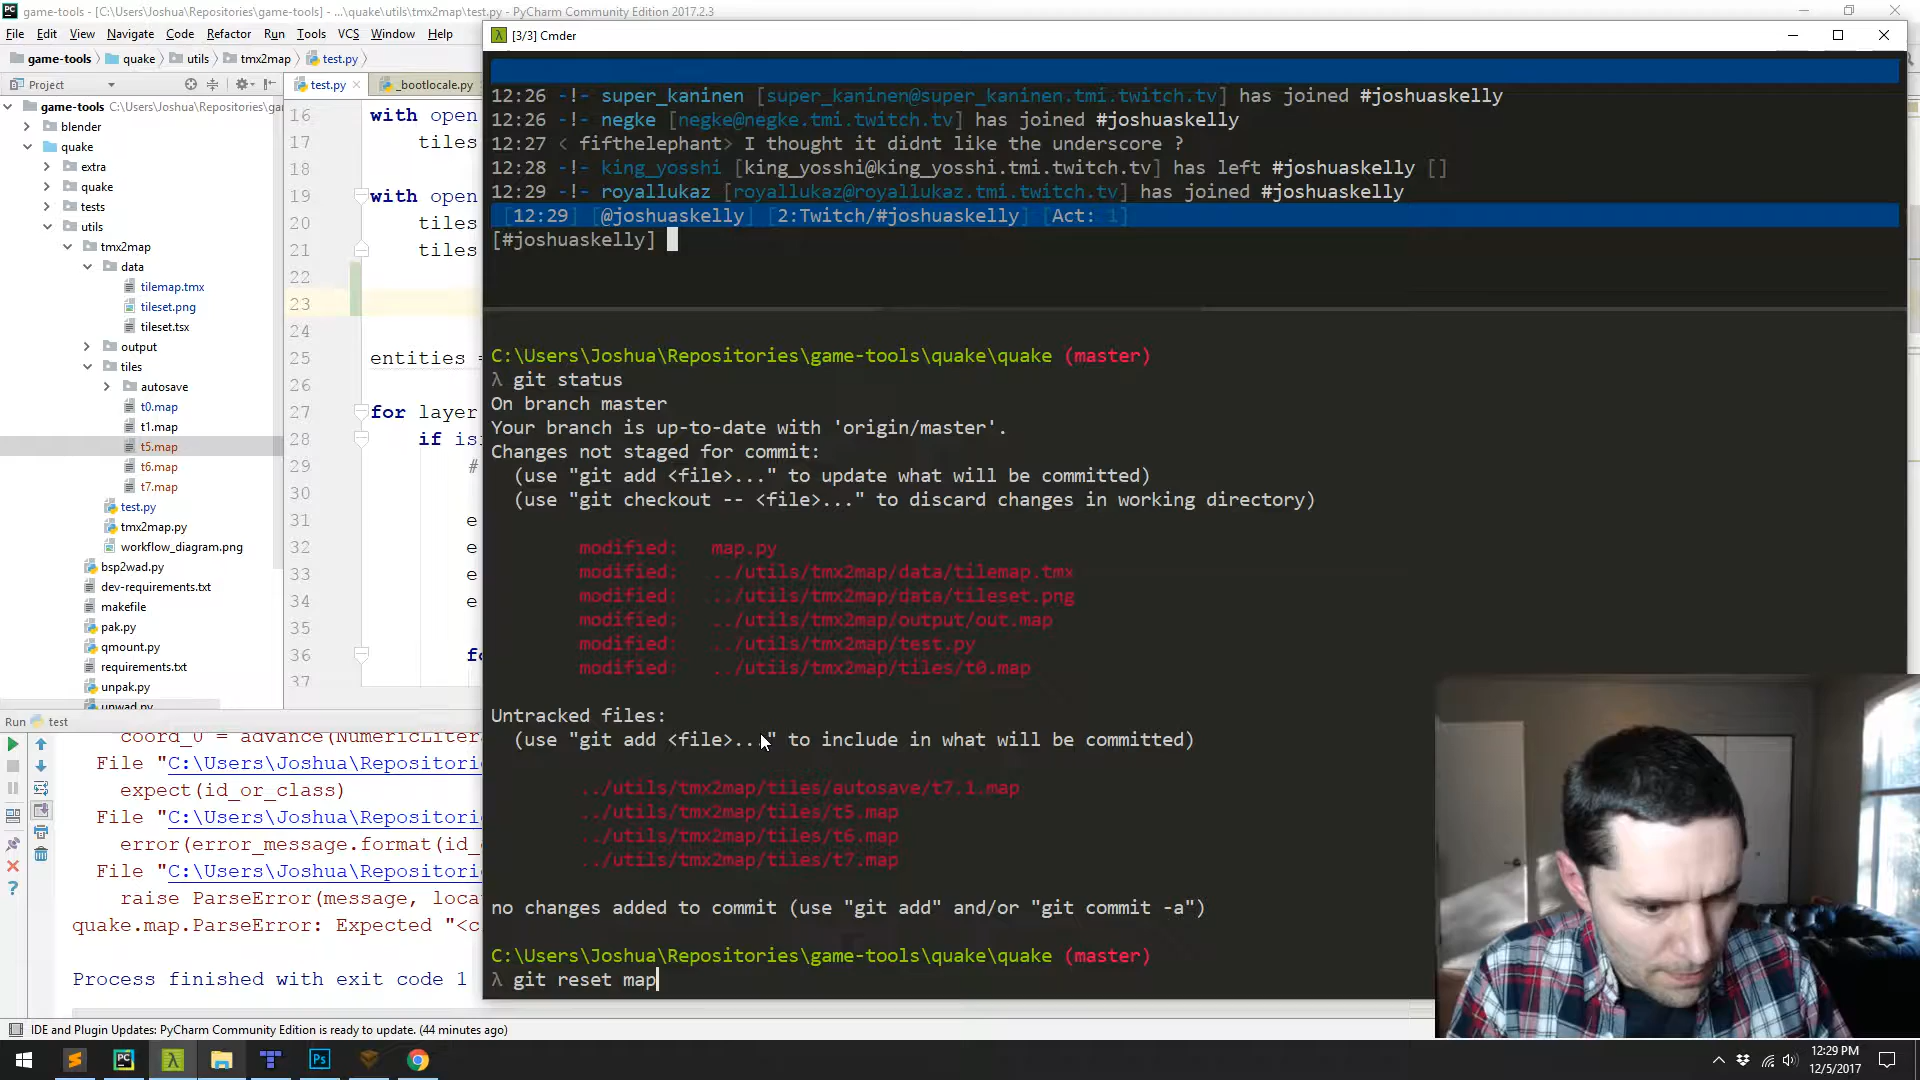 game-tools - [C:\Users\Joshua\Repositories\game-tools] - ...\quake\utils\tmx2map\test.py - PyCharm Community Edition 2017.2.3
File Edit View Navigate Code Refactor Run Tools VCS Window Help
game-tools quake utils tmx2map test.py
Project
test.py _bootlocale.py
game-tools C:\Users\Joshua\Repositories\ga
blender
quake
extra
quake
tests
utils
tmx2map
data
tilemap.tmx
tileset.png
tileset.tsx
output
tiles
autosave
t0.map
t1.map
t5.map
t6.map
t7.map
test.py
tmx2map.py
workflow_diagram.png
bsp2wad.py
dev-requirements.txt
makefile
pak.py
qmount.py
requirements.txt
unpak.py
unwad.py
16 with open
17 tiles
18
19 with open
20 tiles
21 tiles
22
23
24
25 entities =
26
27 for layer
28 if is
29 #
30
31 e
32 e
33 e
34 e
35
36 fo
37
[3/3] Cmder
12:26 -!- super_kaninen [super_kaninen@super_kaninen.tmi.twitch.tv] has joined #joshuaskelly
12:26 -!- negke [negke@negke.tmi.twitch.tv] has joined #joshuaskelly
12:27 < fifthelephant> I thought it didnt like the underscore ?
12:28 -!- king_yosshi [king_yosshi@king_yosshi.tmi.twitch.tv] has left #joshuaskelly []
12:29 -!- royallukaz [royallukaz@royallukaz.tmi.twitch.tv] has joined #joshuaskelly
[12:29] [@joshuaskelly] [2:Twitch/#joshuaskelly] [Act: 1]
[#joshuaskelly]
C:\Users\Joshua\Repositories\game-tools\quake\quake (master)
λ git status
On branch master
Your branch is up-to-date with 'origin/master'.
Changes not staged for commit:
(use "git add <file>..." to update what will be committed)
(use "git checkout -- <file>..." to discard changes in working directory)
modified: map.py
modified: ../utils/tmx2map/data/tilemap.tmx
modified: ../utils/tmx2map/data/tileset.png
modified: ../utils/tmx2map/output/out.map
modified: ../utils/tmx2map/test.py
modified: ../utils/tmx2map/tiles/t0.map
Untracked files:
(use "git add <file>..." to include in what will be committed)
../utils/tmx2map/tiles/autosave/t7.1.map
../utils/tmx2map/tiles/t5.map
../utils/tmx2map/tiles/t6.map
../utils/tmx2map/tiles/t7.map
no changes added to commit (use "git add" and/or "git commit -a")
C:\Users\Joshua\Repositories\game-tools\quake\quake (master)
λ git reset map
Run test
coord_0 = advance(NumericLiter
File "C:\Users\Joshua\Repositorie
expect(id_or_class)
File "C:\Users\Joshua\Repositorie
error(error_message.format(id_
File "C:\Users\Joshua\Repositorie
raise ParseError(message, loca
quake.map.ParseError: Expected "<c
Process finished with exit code 1
IDE and Plugin Updates: PyCharm Community Edition is ready to update. (44 minutes ago)
12:29 PM
12/5/2017